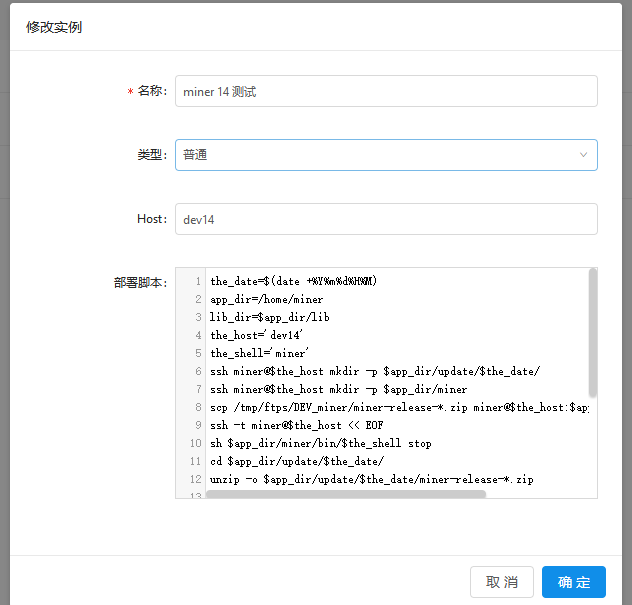 修改实例
* 名称: miner 14 测试
类型: 普通
Host: dev14
部署脚本:
1 the_date=$(date +%Y%m%d%H%M)
2 app_dir=/home/miner
3 lib_dir=$app_dir/lib
4 the_host='dev14'
5 the_shell='miner'
6 ssh miner@$the_host mkdir -p $app_dir/update/$the_date/
7 ssh miner@$the_host mkdir -p $app_dir/miner
8 scp /tmp/ftps/DEV_miner/miner-release-*.zip miner@$the_host:$app
9 ssh -t miner@$the_host << EOF
10 sh $app_dir/miner/bin/$the_shell stop
11 cd $app_dir/update/$the_date/
12 unzip -o $app_dir/update/$the_date/miner-release-*.zip
13
取 消 确 定